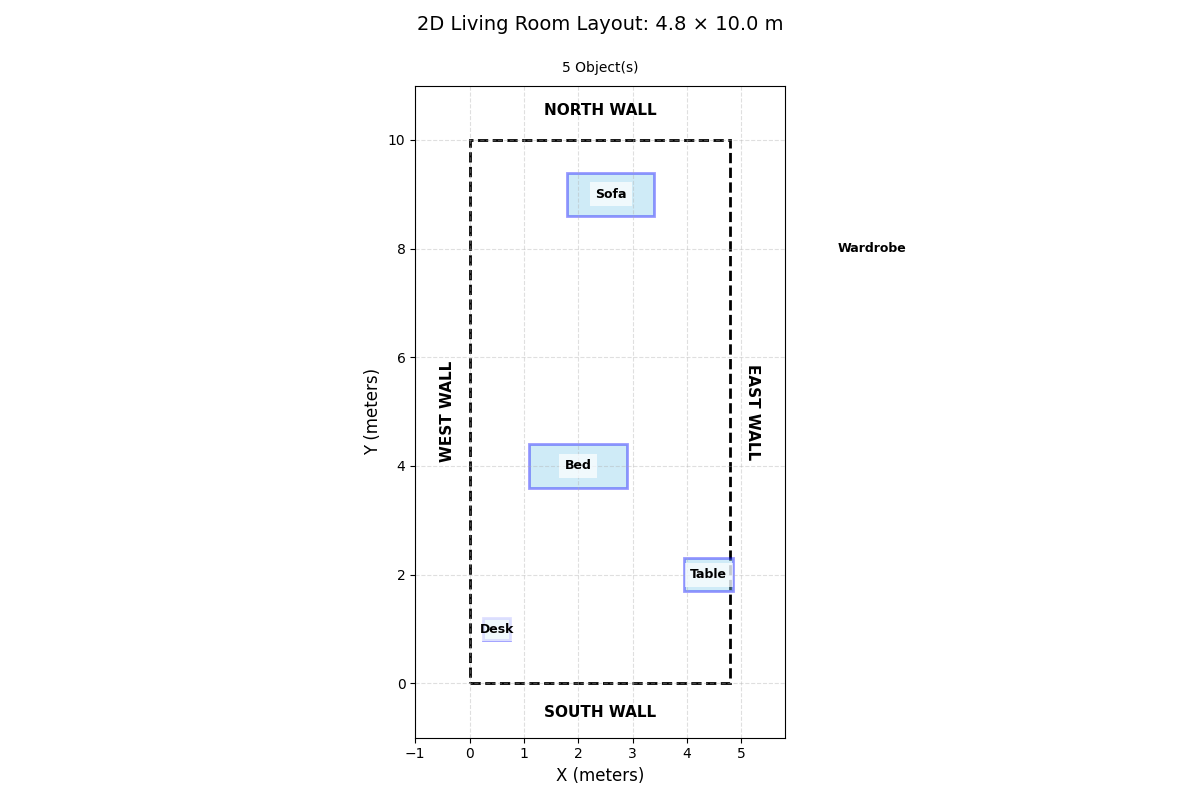 2D Living Room Layout: 4.8 × 10.0 m
5 Object(s)
NORTH WALL
10
Sofa
8
Wardrobe
6
WEST WALL
EAST WALL
Y (meters)
4
Bed
2
Table
Desk
0
SOUTH WALL
−1 0 1 2 3 4 5
X (meters)